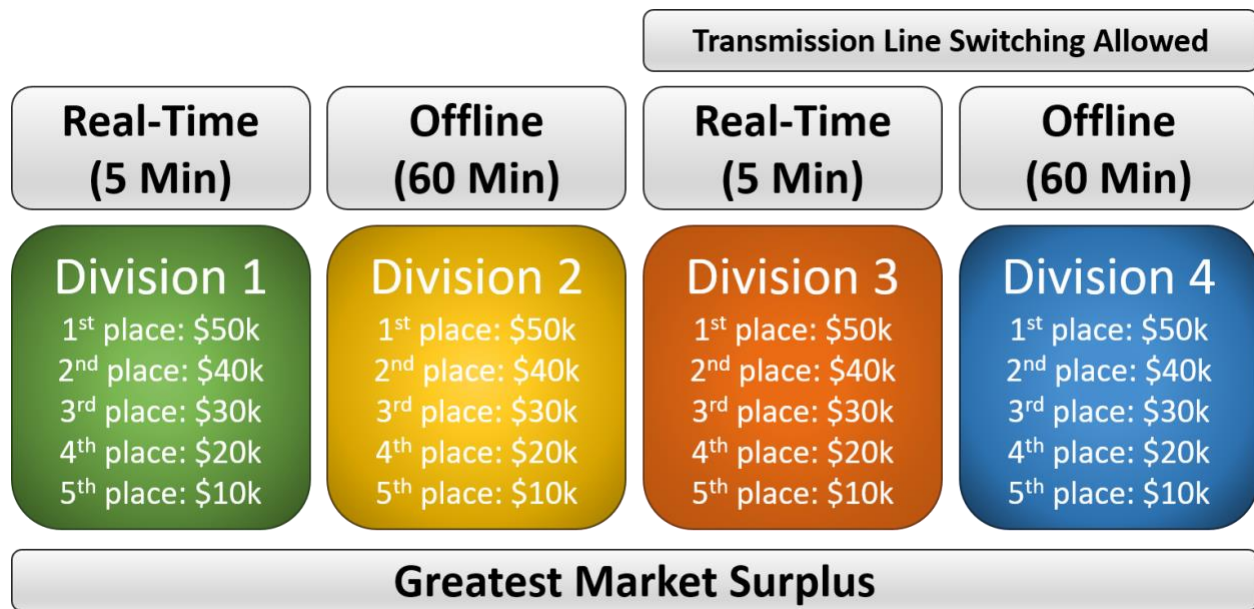 Transmission Line Switching Allowed
Real-Time
(5 Min)
Offline
(60 Min)
Real-Time
(5 Min)
Offline
(60 Min)
Division 1
1st place: $50k
2nd place: $40k
3rd place: $30k
4th place: $20k
5th place: $10k
Division 2
1st place: $50k
2nd place: $40k
3rd place: $30k
4th place: $20k
5th place: $10k
Division 3
1st place: $50k
2nd place: $40k
3rd place: $30k
4th place: $20k
5th place: $10k
Division 4
1st place: $50k
2nd place: $40k
3rd place: $30k
4th place: $20k
5th place: $10k
Greatest Market Surplus